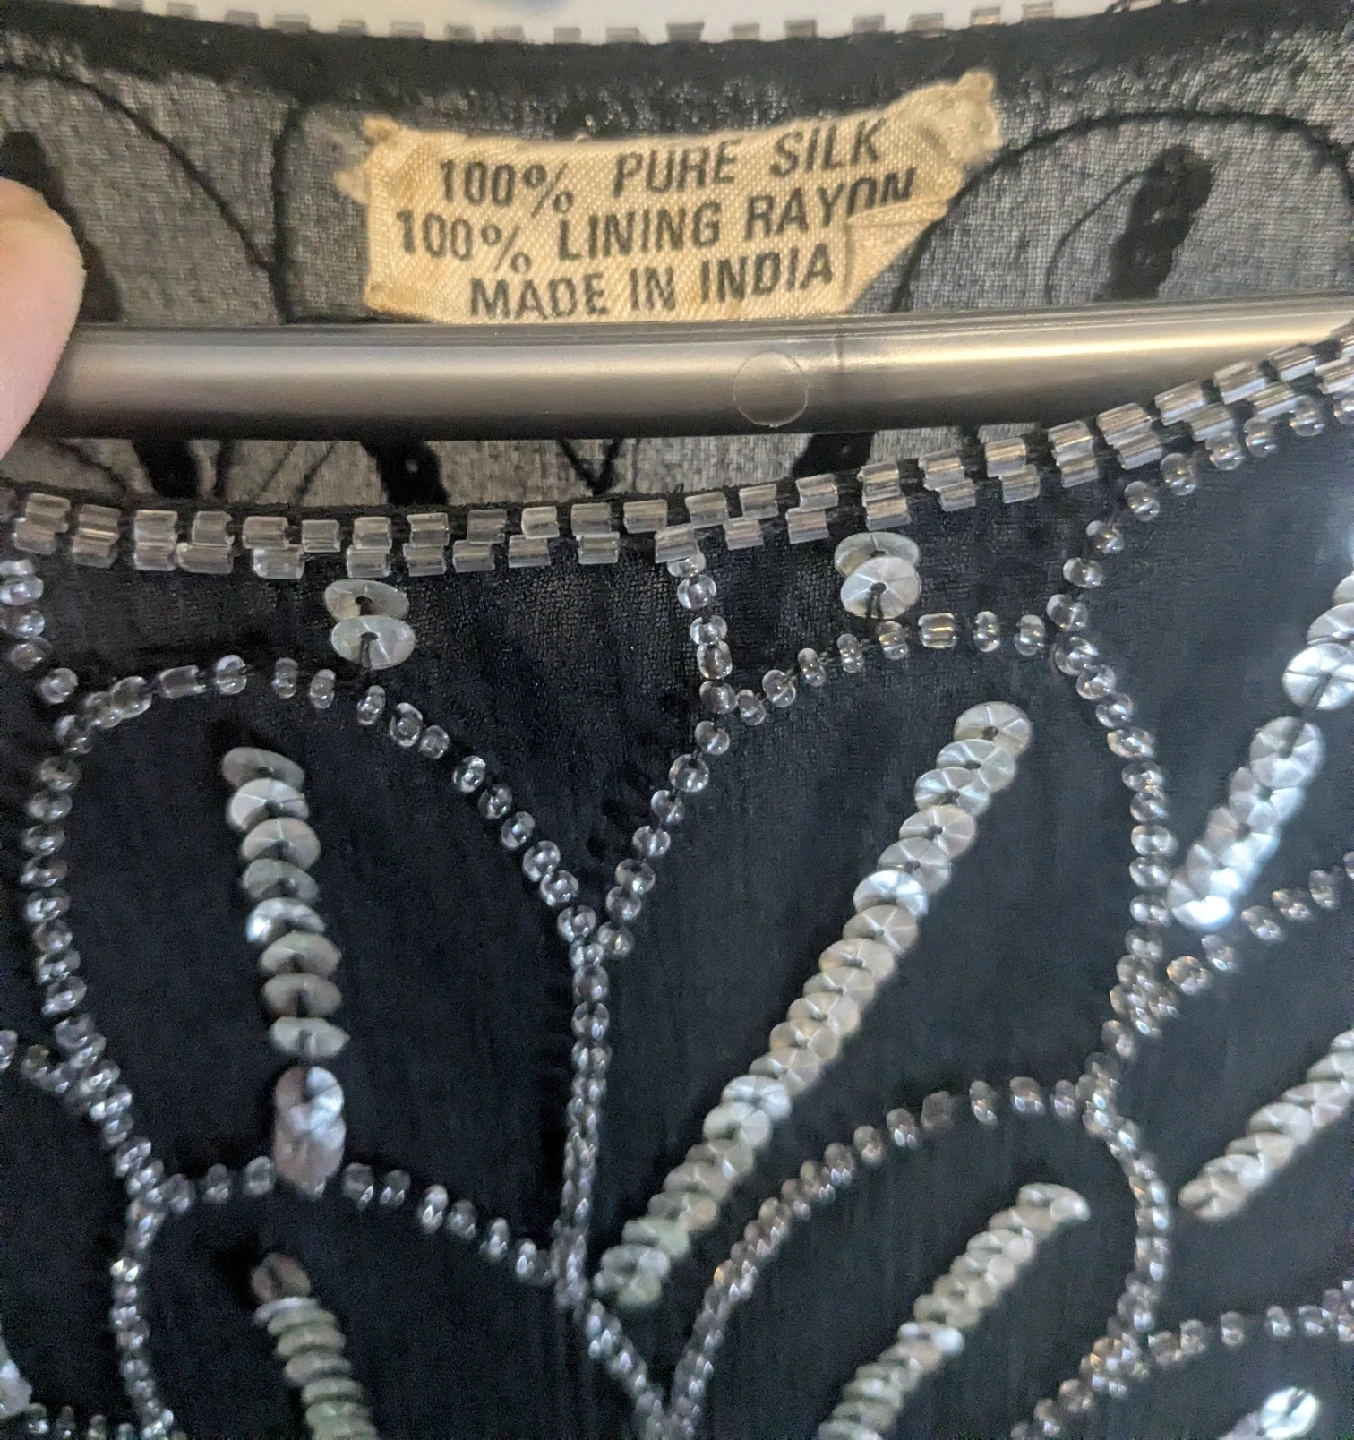 100% PURE SILK
100% LINING RAYON
MADE IN INDIA